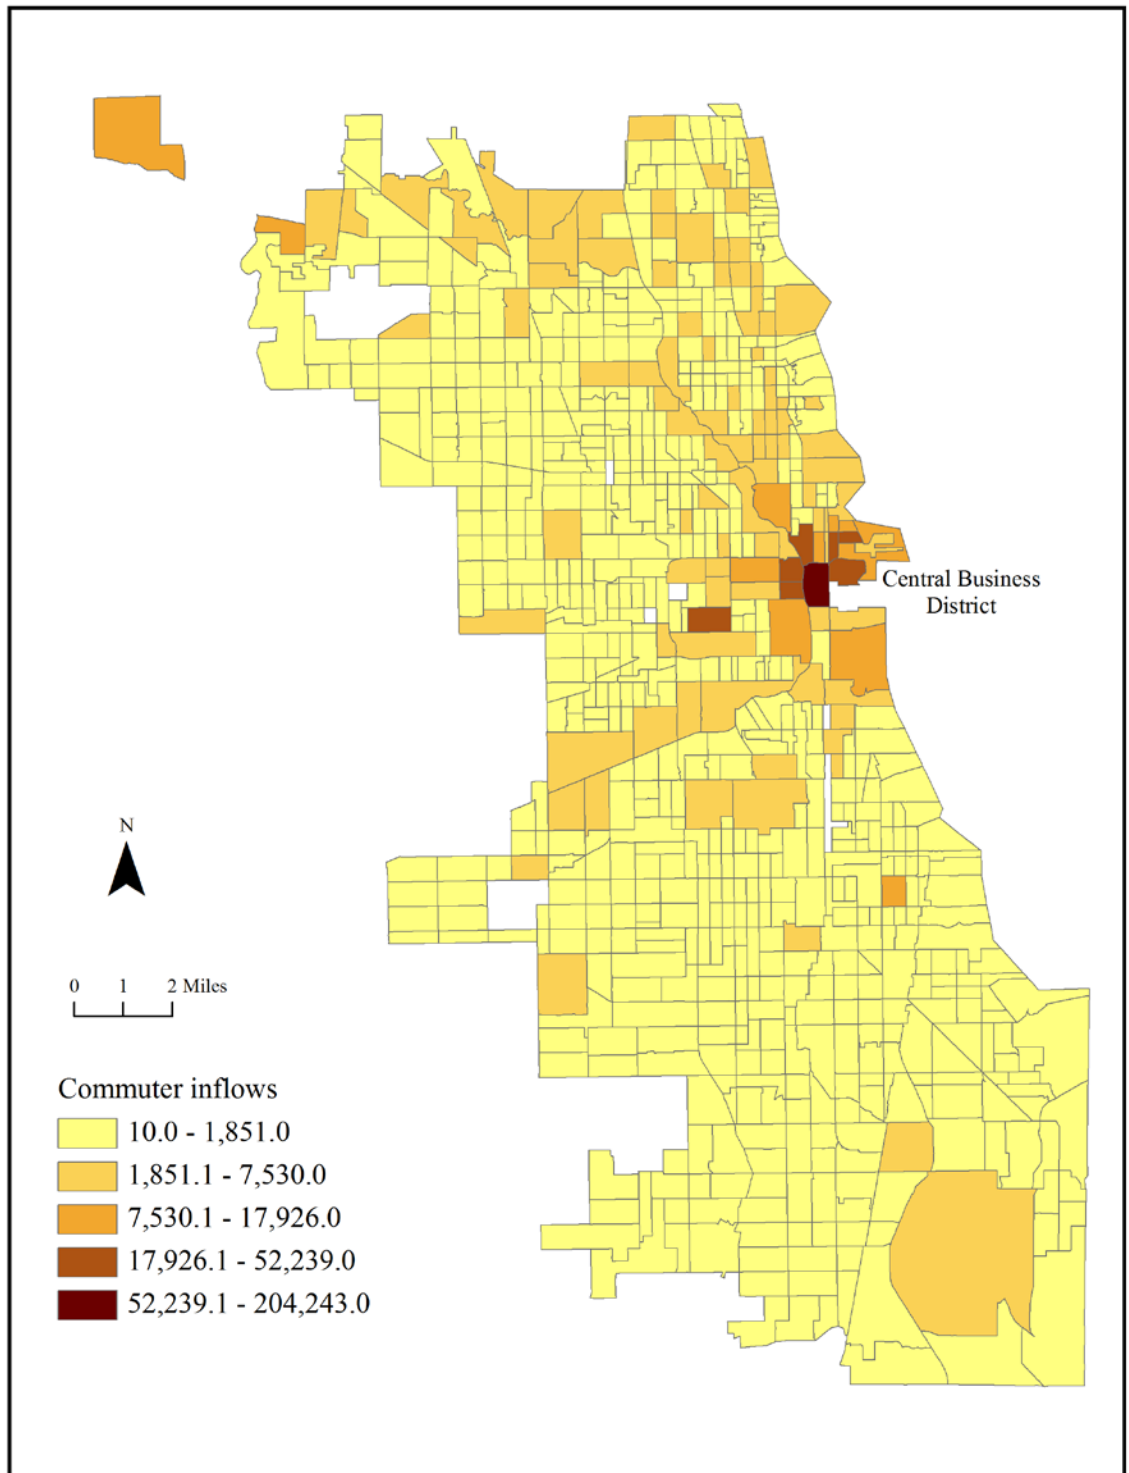 Central Business
District
N
0 1 2 Miles
Commuter inflows
10.0 - 1,851.0
1,851.1 - 7,530.0
7,530.1 - 17,926.0
17,926.1 - 52,239.0
52,239.1 - 204,243.0